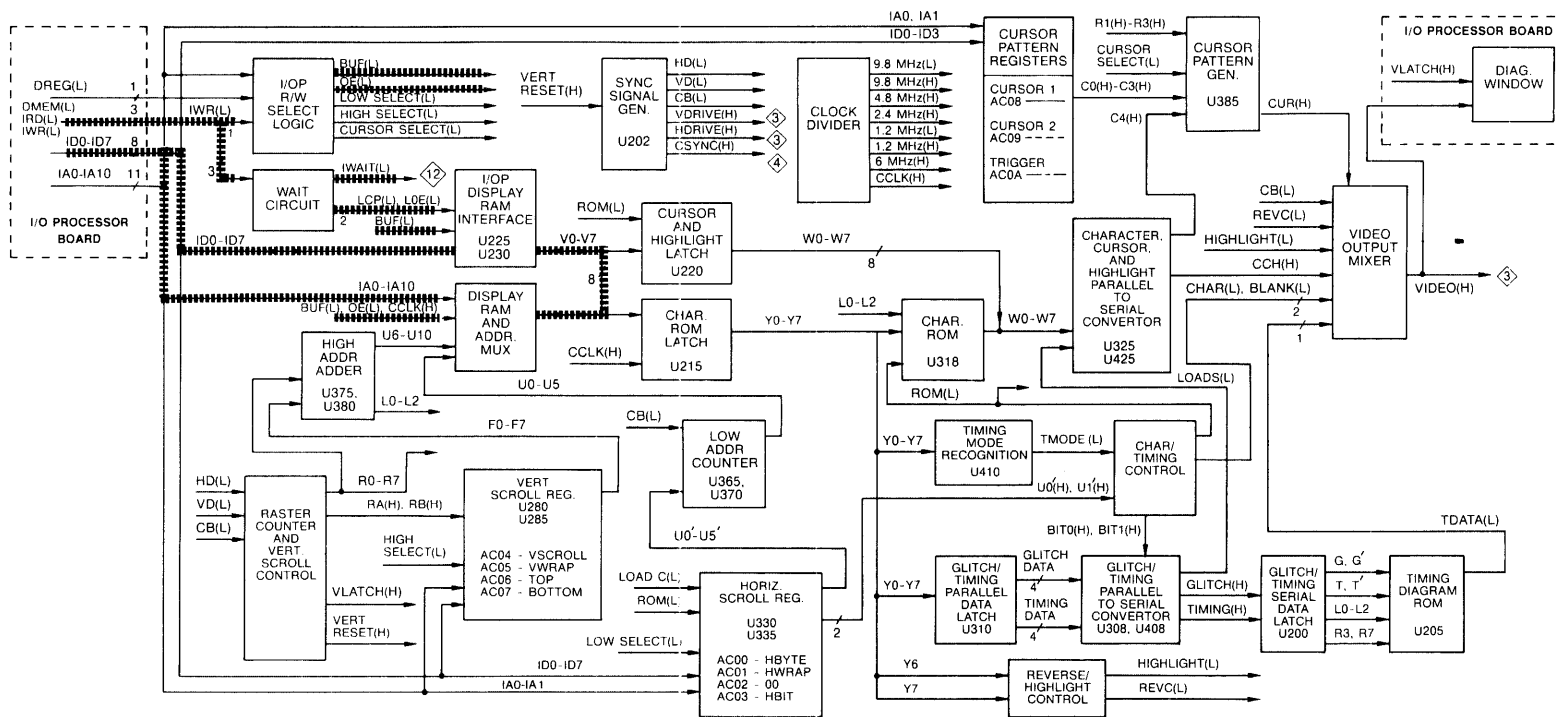 I/O PROCESSOR
BOARD
DREG(L)
1
DMEM(L)
3
IRD(L)
IWR(L)
IWR(L)
1
ID0-ID7
8
IA0-IA10
11
3
I/OP
R/W
SELECT
LOGIC
BUF(L)
OE(L)
LOW SELECT(L)
HIGH SELECT(L)
CURSOR SELECT(L)
WAIT
CIRCUIT
IWAIT(L)
12
LCP(L), LOE(L)
2
BUF(L)
ID0-ID7
I/OP
DISPLAY
RAM
INTERFACE
U225
U230
V0-V7
8
IA0-IA10
BUF(L), OE(L), CCLK(H)
DISPLAY
RAM
AND
ADDR.
MUX
U6-U10
HIGH
ADDR
ADDER
U375,
U380
L0-L2
U0-U5
F0-F7
IA0, IA1
ID0-ID3
VERT
RESET(H)
SYNC
SIGNAL
GEN.
U202
HD(L)
VD(L)
CB(L)
VDRIVE(H)
3
HDRIVE(H)
3
CSYNC(H)
4
CLOCK
DIVIDER
9.8 MHz(L)
9.8 MHz(H)
4.8 MHz(H)
2.4 MHz(H)
1.2 MHz(L)
1.2 MHz(H)
6 MHz(H)
CCLK(H)
CURSOR
PATTERN
REGISTERS
CURSOR 1
AC08
CURSOR 2
AC09
TRIGGER
AC0A
R1(H)-R3(H)
CURSOR
SELECT(L)
C0(H)-C3(H)
C4(H)
CURSOR
PATTERN
GEN.
U385
CUR(H)
I/O PROCESSOR BOARD
VLATCH(H)
DIAG.
WINDOW
ROM(L)
CURSOR
AND
HIGHLIGHT
LATCH
U220
W0-W7
8
CCLK(H)
CHAR.
ROM
LATCH
U215
Y0-Y7
L0-L2
CHAR.
ROM
U318
W0-W7
CHARACTER,
CURSOR,
AND
HIGHLIGHT
PARALLEL
TO
SERIAL
CONVERTOR
U325
U425
CB(L)
REVC(L)
HIGHLIGHT(L)
CCH(H)
CHAR(L), BLANK(L)
2
1
VIDEO
OUTPUT
MIXER
VIDEO(H)
3
LOADS(L)
ROM(L)
CB(L)
LOW
ADDR
COUNTER
U365,
U370
U0'-U5'
Y0-Y7
TIMING
MODE
RECOGNITION
U410
TMODE(L)
U0'(H), U1'(H)
CHAR/
TIMING
CONTROL
BIT0(H), BIT1(H)
TDATA(L)
HD(L)
VD(L)
CB(L)
RASTER
COUNTER
AND
VERT.
SCROLL
CONTROL
R0-R7
RA(H), RB(H)
HIGH
SELECT(L)
VLATCH(H)
VERT
RESET(H)
VERT
SCROLL REG.
U280
U285
AC04 - VSCROLL
AC05 - VWRAP
AC06 - TOP
AC07 - BOTTOM
LOAD C(L)
ROM(L)
LOW SELECT(L)
ID0-ID7
IA0-IA1
HORIZ.
SCROLL REG.
U330
U335
AC00 - HBYTE
AC01 - HWRAP
AC02 - 00
AC03 - HBIT
2
Y0-Y7
GLITCH/
TIMING
PARALLEL
DATA
LATCH
U310
GLITCH
DATA
4
TIMING
DATA
4
GLITCH/
TIMING
PARALLEL
TO SERIAL
CONVERTOR
U308, U408
GLITCH(H)
TIMING(H)
GLITCH/
TIMING
SERIAL
DATA
LATCH
U200
G, G'
T, T'
L0-L2
R3, R7
TIMING
DIAGRAM
ROM
U205
Y6
Y7
REVERSE/
HIGHLIGHT
CONTROL
HIGHLIGHT(L)
REVC(L)